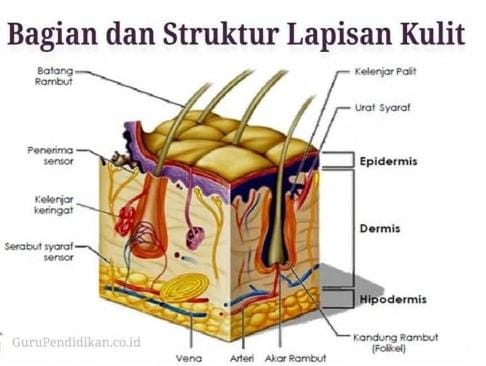 Bagian dan Struktur Lapisan Kulit
Batang
Rambut
Kelenjar Palit
Urat Syaraf
Penerima
sensor
Epidermis
Kelenjar
keringat
Dermis
Serabut syaraf
sensor
Hipodermis
GuruPendidikan.co.id
Kandung Rambut
(Folikel)
Vena
Arteri
Akar Rambut